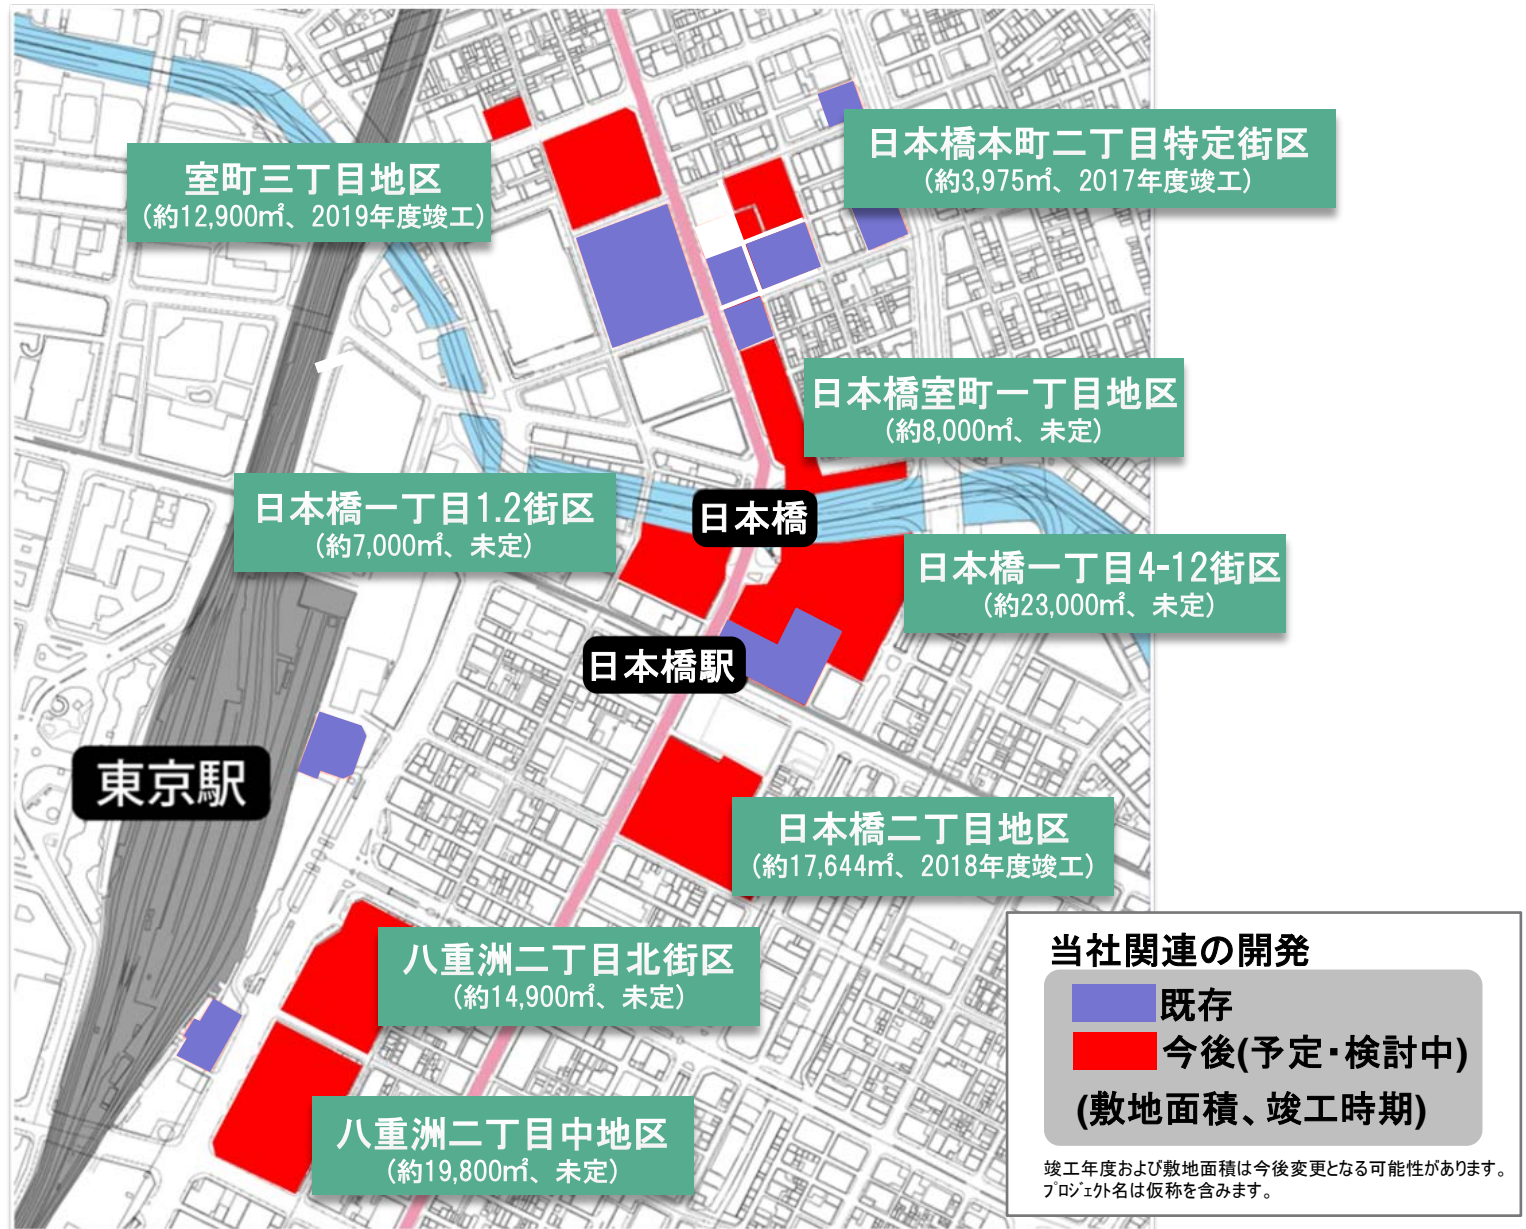 日本橋本町二丁目特定街区
(約3,975㎡、2017年度竣工)
室町三丁目地区
(約12,900㎡、2019年度竣工)
日本橋室町一丁目地区
(約8,000㎡、未定)
日本橋一丁目1.2街区
(約7,000㎡、未定)
日本橋
日本橋一丁目4-12街区
(約23,000㎡、未定)
日本橋駅
東京駅
日本橋二丁目地区
(約17,644㎡、2018年度竣工)
八重洲二丁目北街区
(約14,900㎡、未定)
八重洲二丁目中地区
(約19,800㎡、未定)
当社関連の開発
既存
今後(予定・検討中)
(敷地面積、竣工時期)
竣工年度および敷地面積は今後変更となる可能性があります。
プロジェクト名は仮称を含みます。